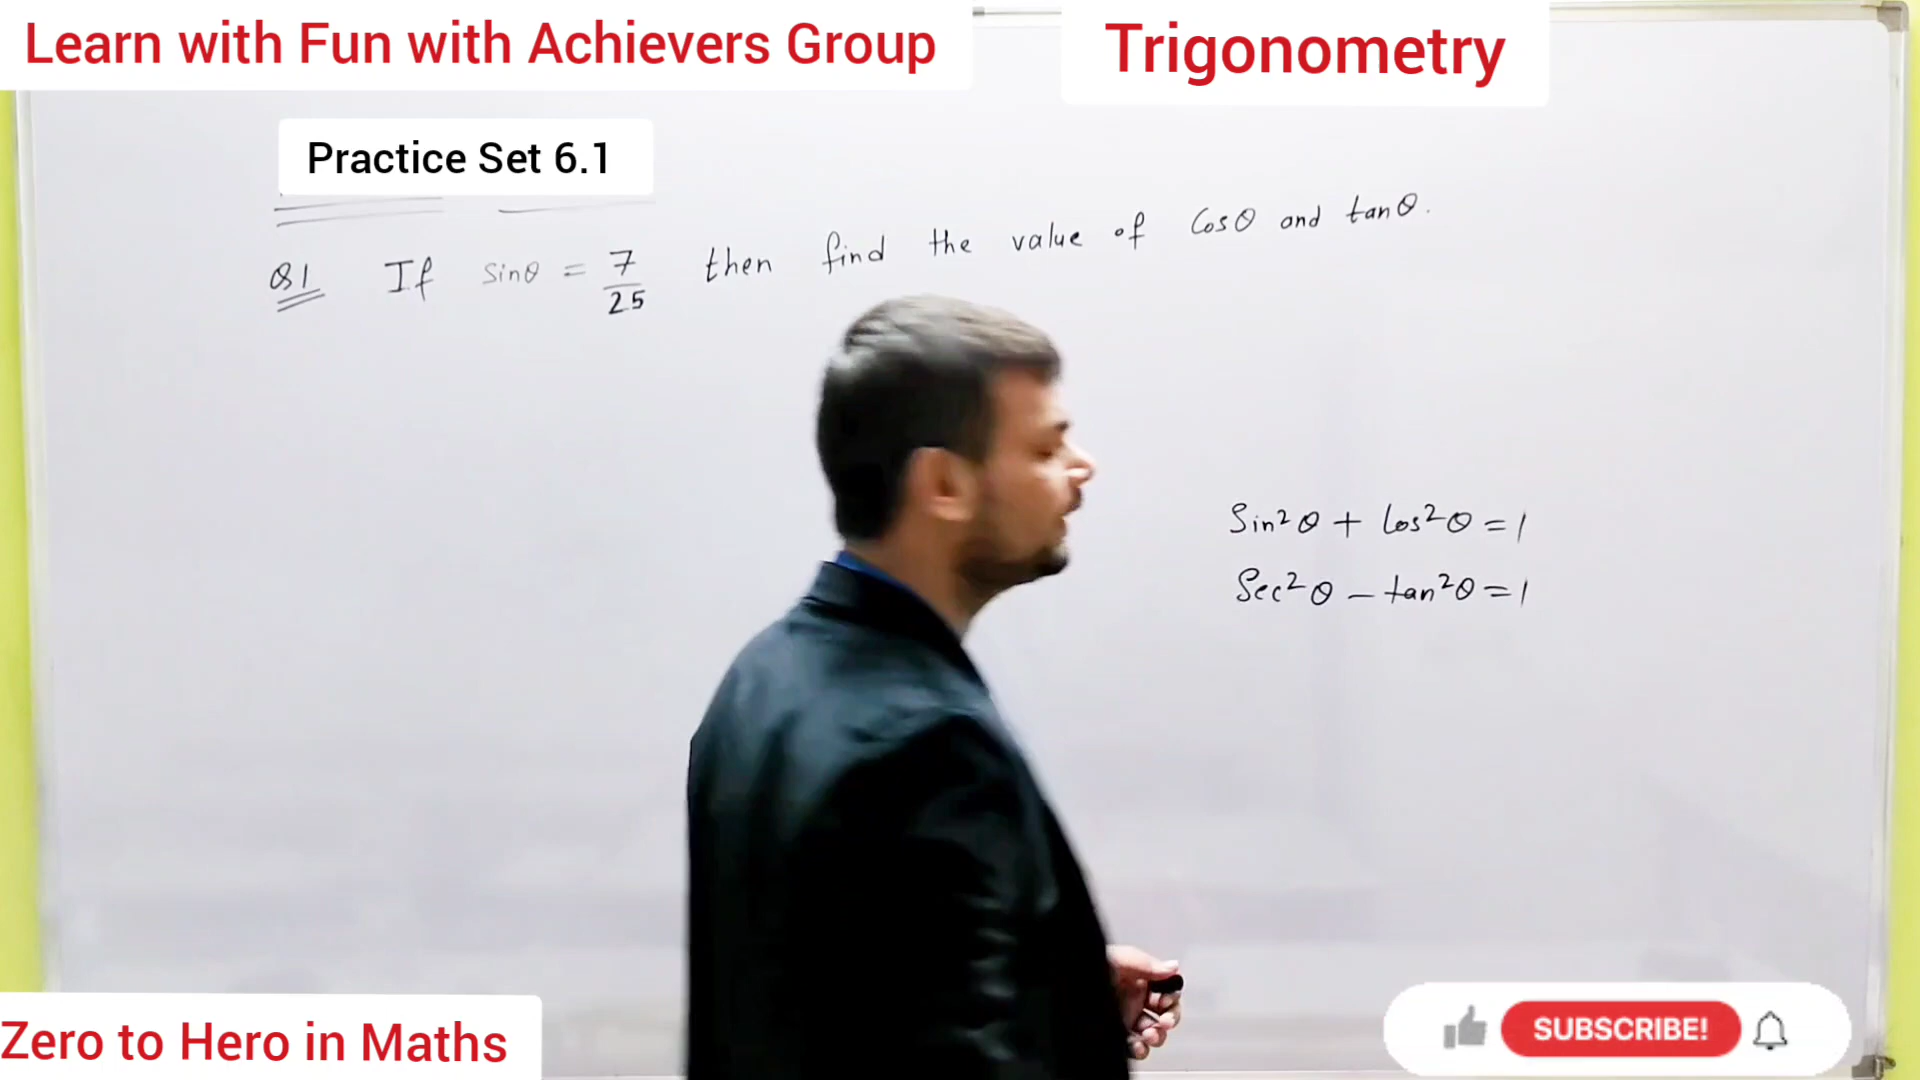 Learn with Fun with Achievers Group
Trigonometry
Practice Set 6.1
Q1 If sinθ = 7/25 then find the value of Cosθ and tanθ.
Sin²θ + Cos²θ = 1
Sec²θ – tan²θ = 1
Zero to Hero in Maths
SUBSCRIBE!